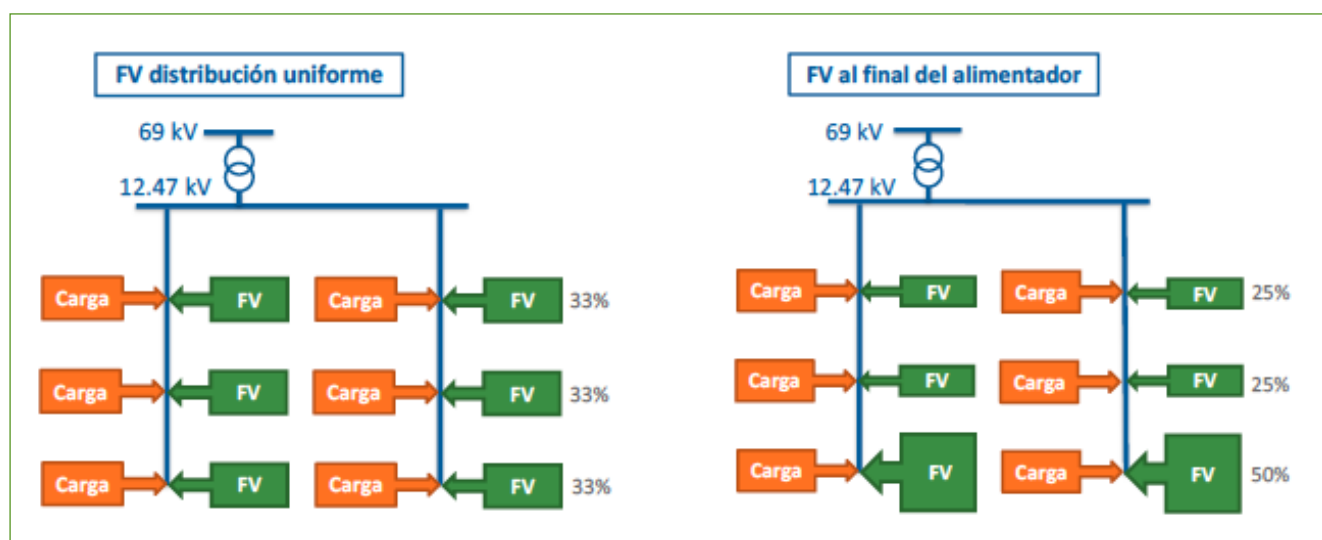 FV distribución uniforme
69 kV
12.47 kV
Carga FV Carga FV 33%
Carga FV Carga FV 33%
Carga FV Carga FV 33%
FV al final del alimentador
69 kV
12.47 kV
Carga FV Carga FV 25%
Carga FV Carga FV 25%
Carga FV Carga FV 50%